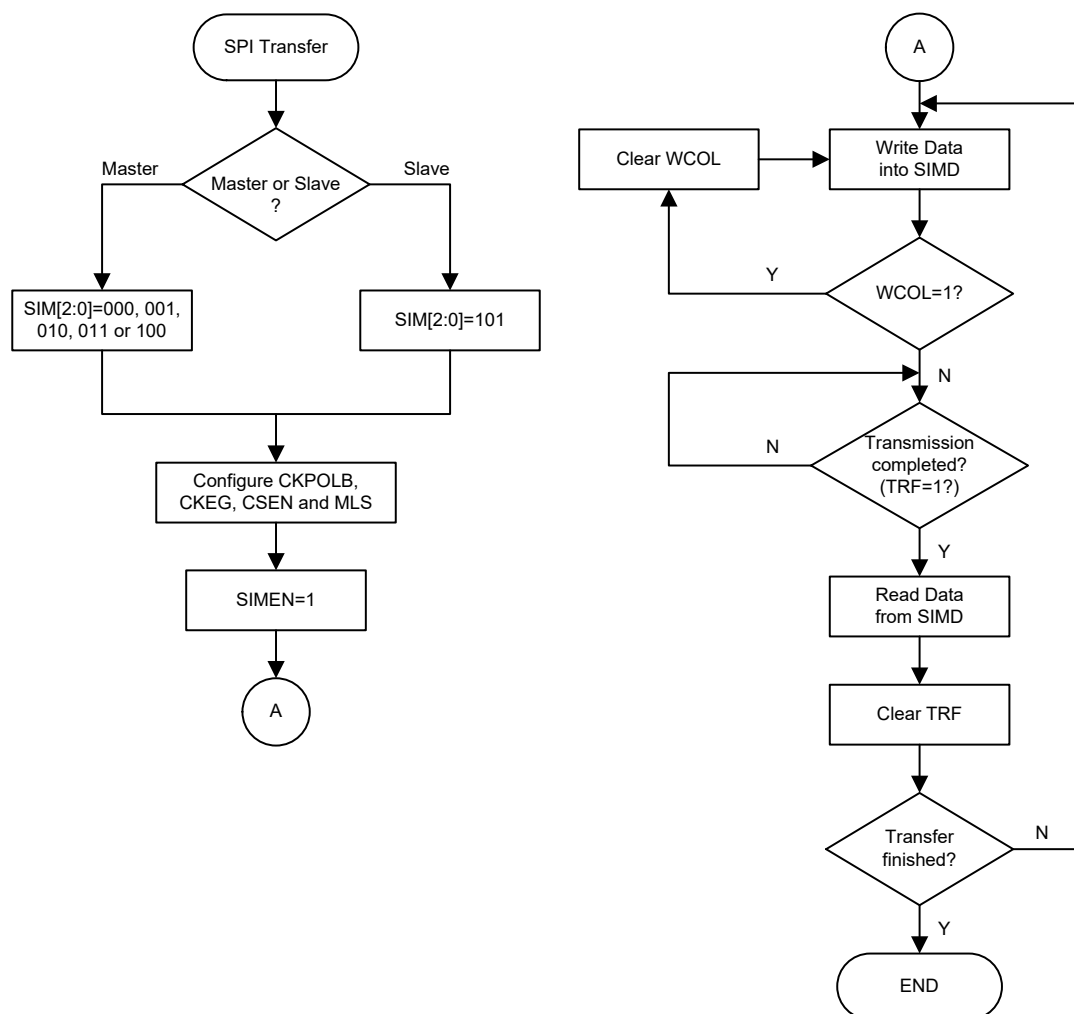 SPI Transfer
Master or Slave
?
Master
Slave
SIM[2:0]=000, 001,
010, 011 or 100
SIM[2:0]=101
Configure CKPOLB,
CKEG, CSEN and MLS
SIMEN=1
A
A
Write Data
into SIMD
Clear WCOL
WCOL=1?
Y
N
Transmission
completed?
(TRF=1?)
N
Y
Read Data
from SIMD
Clear TRF
Transfer
finished?
N
Y
END